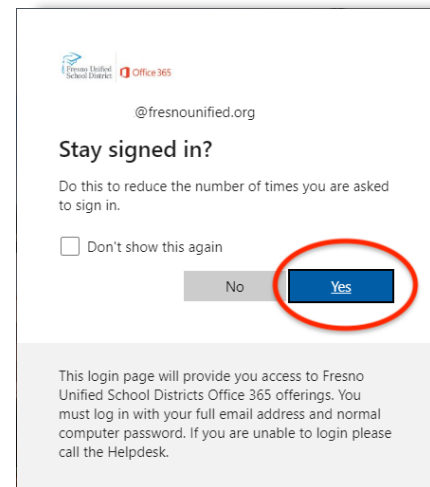 Fresno Unified
School District
Office 365
@fresnounified.org
Stay signed in?
Do this to reduce the number of times you are asked
to sign in.
Don't show this again
No
Yes
This login page will provide you access to Fresno
Unified School Districts Office 365 offerings. You
must log in with your full email address and normal
computer password. If you are unable to login please
call the Helpdesk.